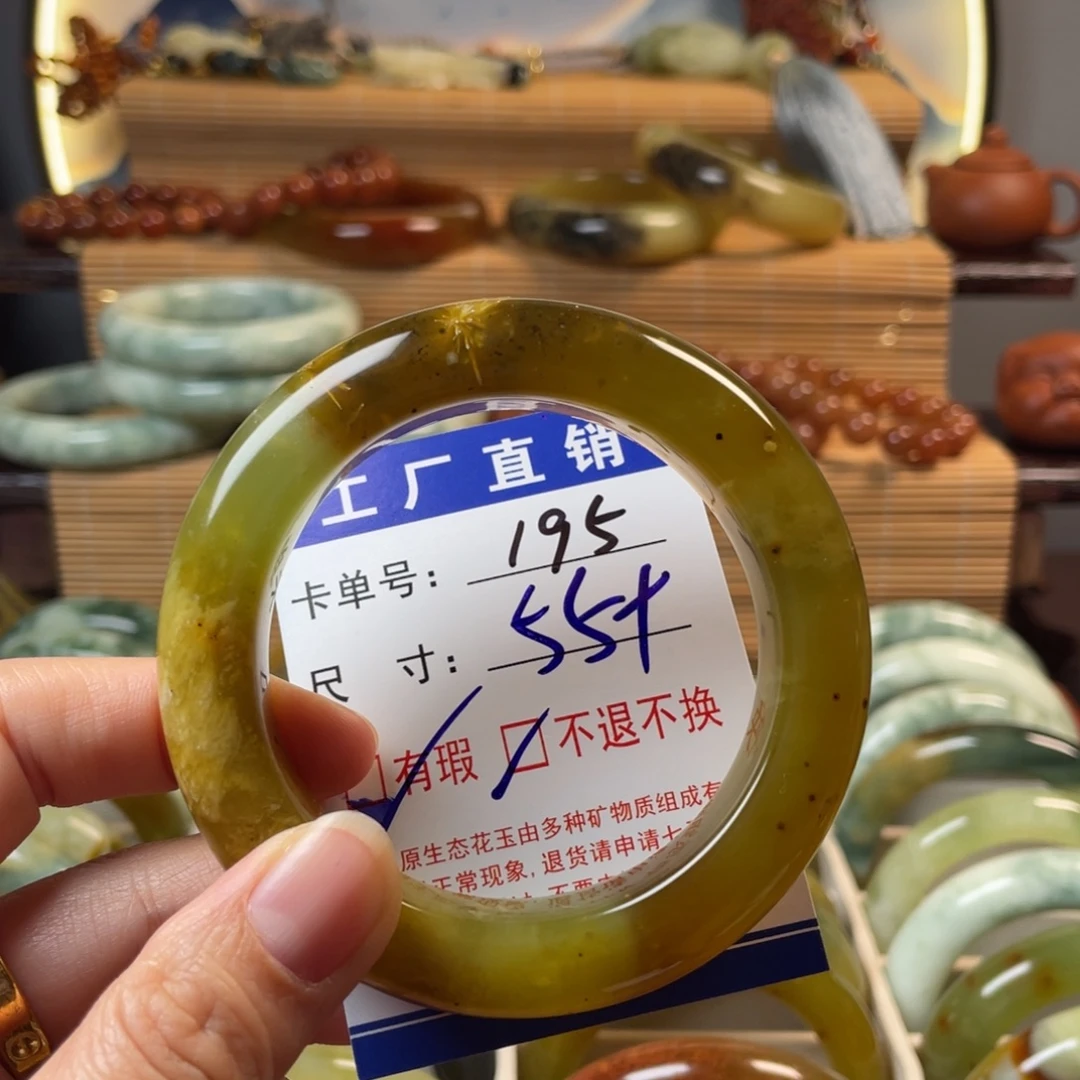 工厂直销
卡单号： 195
尺 寸： 55+
有瑕 不退不换
原生态花玉由多种矿物质组成有
正常现象，退货请申请七